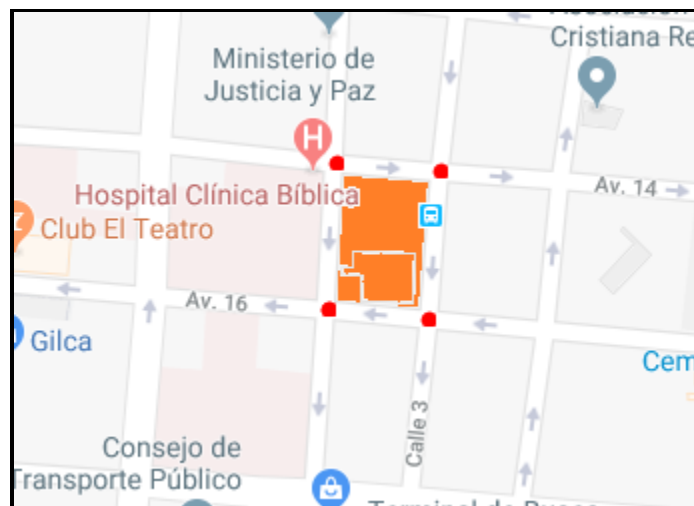 Cristiana Re
Ministerio de
Justicia y Paz
H
Av. 14
Hospital Clínica Bíblica
Club El Teatro
Av. 16
Gilca
Cem
Calle 3
Consejo de
Transporte Público